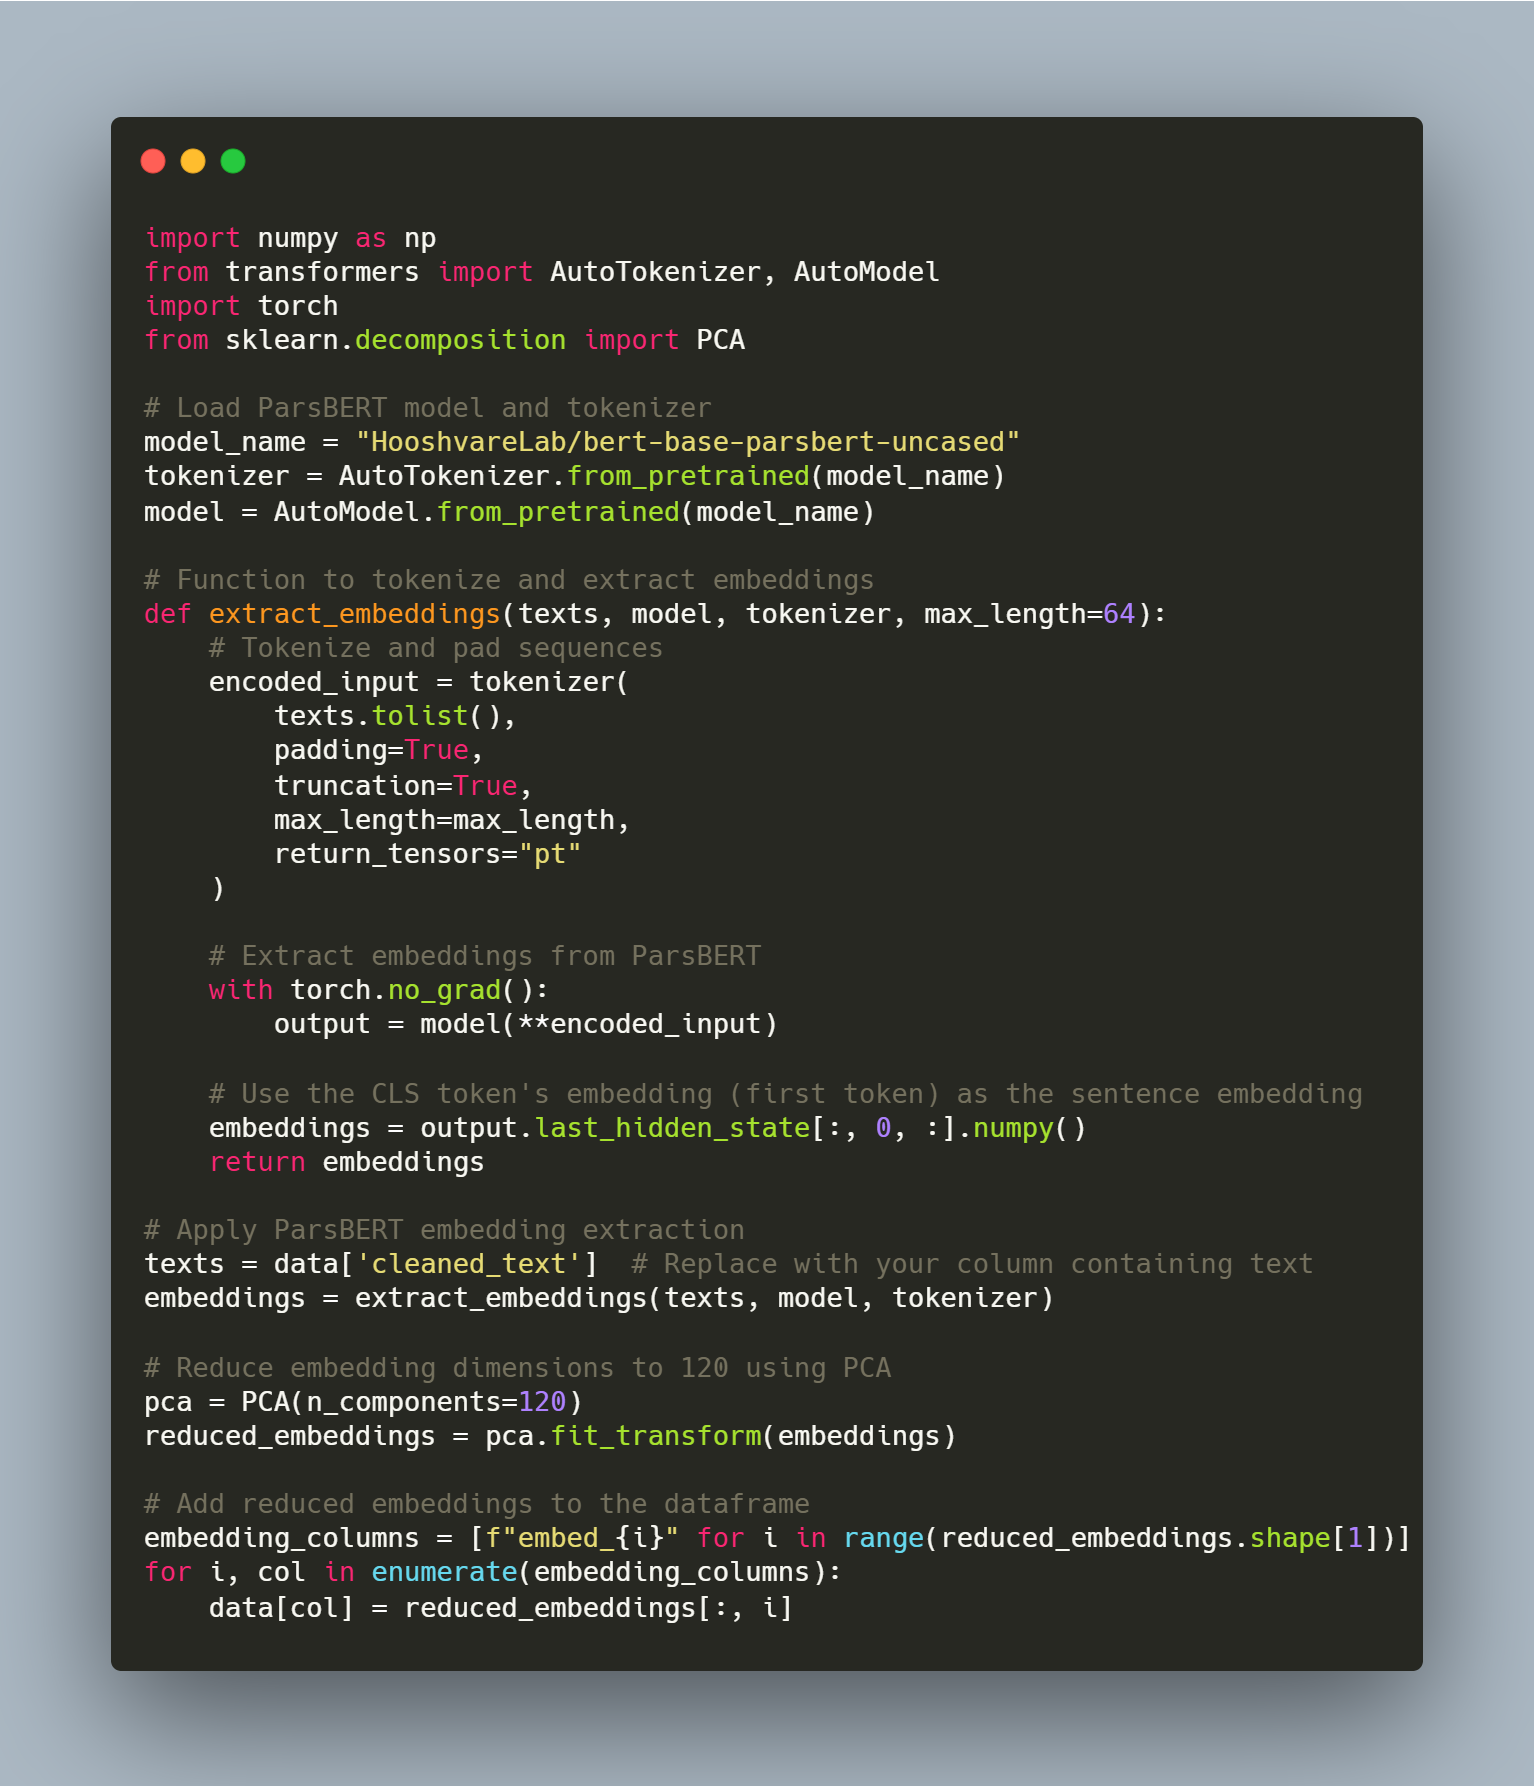 import numpy as np
from transformers import AutoTokenizer, AutoModel
import torch
from sklearn.decomposition import PCA

# Load ParsBERT model and tokenizer
model_name = "HooshvareLab/bert-base-parsbert-uncased"
tokenizer = AutoTokenizer.from_pretrained(model_name)
model = AutoModel.from_pretrained(model_name)

# Function to tokenize and extract embeddings
def extract_embeddings(texts, model, tokenizer, max_length=64):
    # Tokenize and pad sequences
    encoded_input = tokenizer(
        texts.tolist(),
        padding=True,
        truncation=True,
        max_length=max_length,
        return_tensors="pt"
    )

    # Extract embeddings from ParsBERT
    with torch.no_grad():
        output = model(**encoded_input)

    # Use the CLS token's embedding (first token) as the sentence embedding
    embeddings = output.last_hidden_state[:, 0, :].numpy()
    return embeddings

# Apply ParsBERT embedding extraction
texts = data['cleaned_text']  # Replace with your column containing text
embeddings = extract_embeddings(texts, model, tokenizer)

# Reduce embedding dimensions to 120 using PCA
pca = PCA(n_components=120)
reduced_embeddings = pca.fit_transform(embeddings)

# Add reduced embeddings to the dataframe
embedding_columns = [f"embed_{i}" for i in range(reduced_embeddings.shape[1])]
for i, col in enumerate(embedding_columns):
    data[col] = reduced_embeddings[:, i]